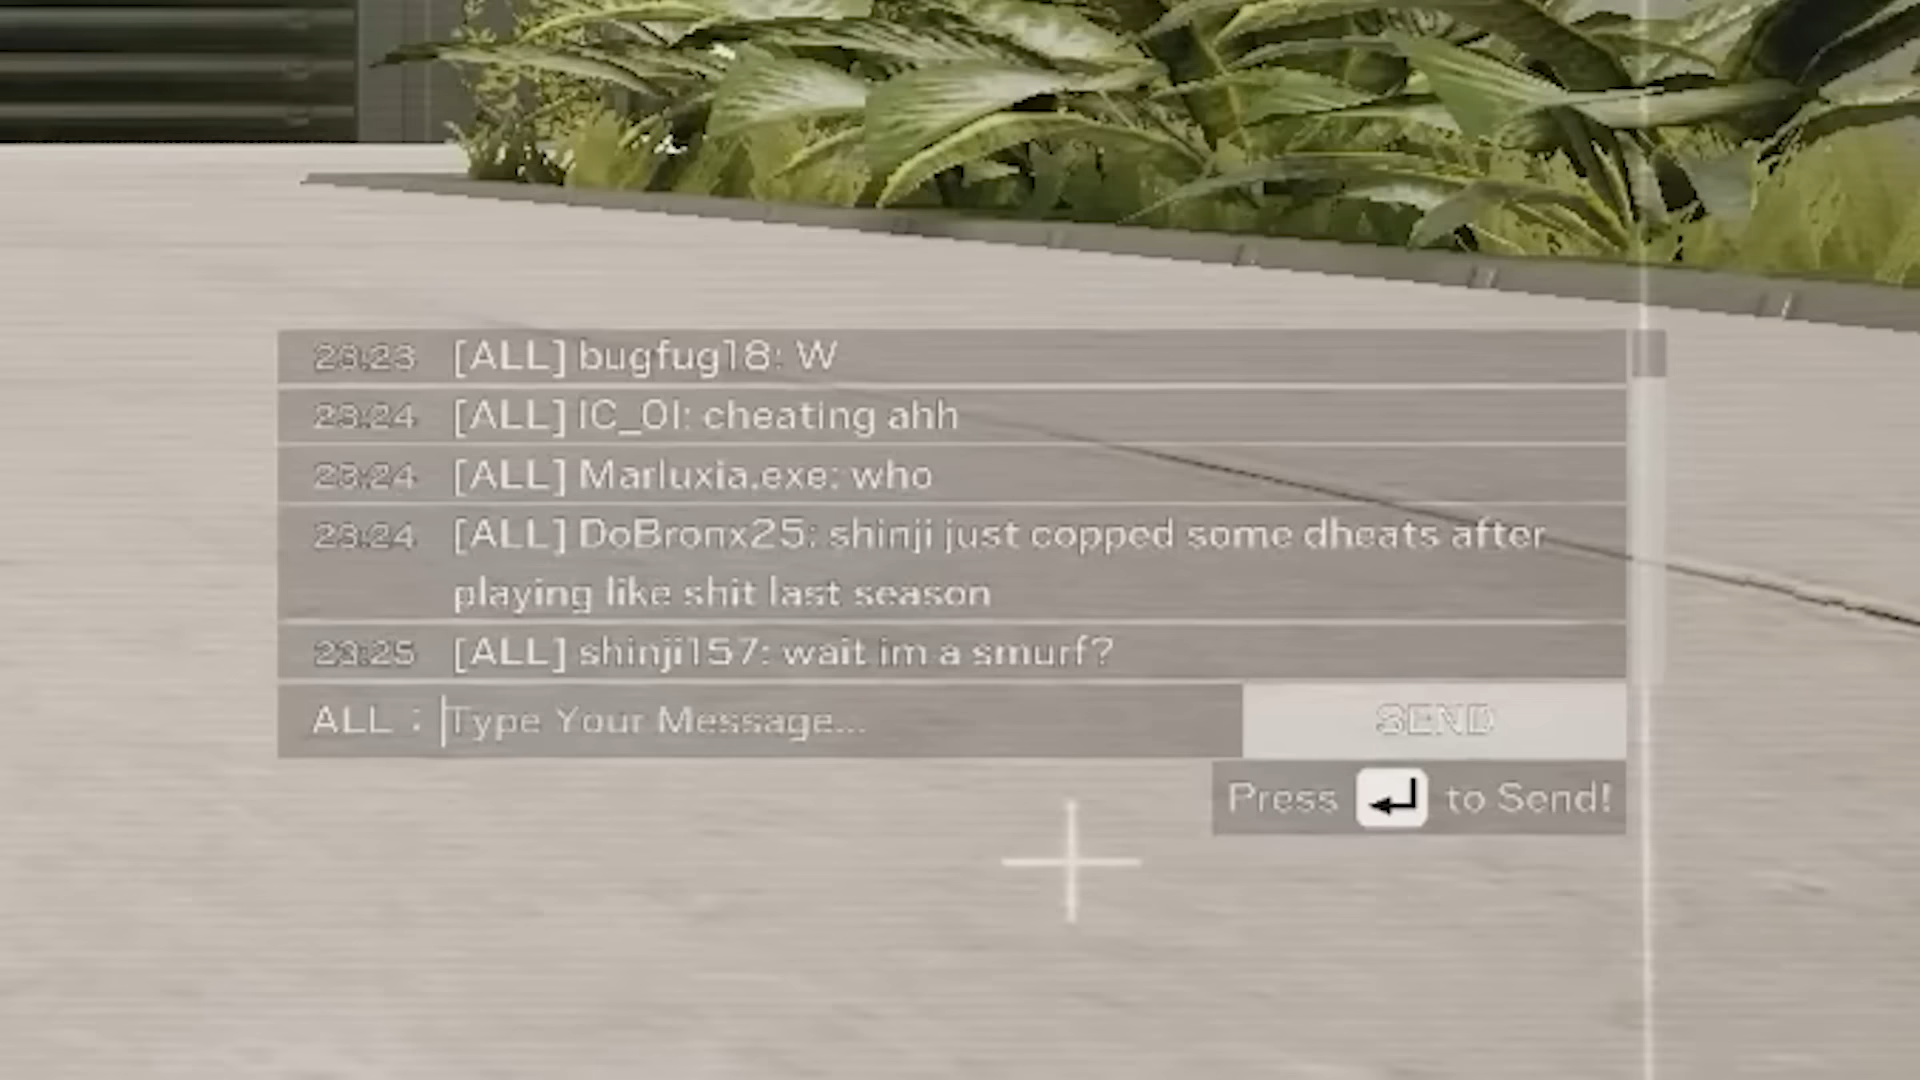 23:23 [ALL] bugfug18: W
23:24 [ALL] IC_OI: cheating ahh
23:24 [ALL] Marluxia.exe: who
23:24 [ALL] DoBronx25: shinji just copped some dheats after
playing like shit last season
23:25 [ALL] shinji157: wait im a smurf?
ALL : Type Your Message... SEND
Press to Send!